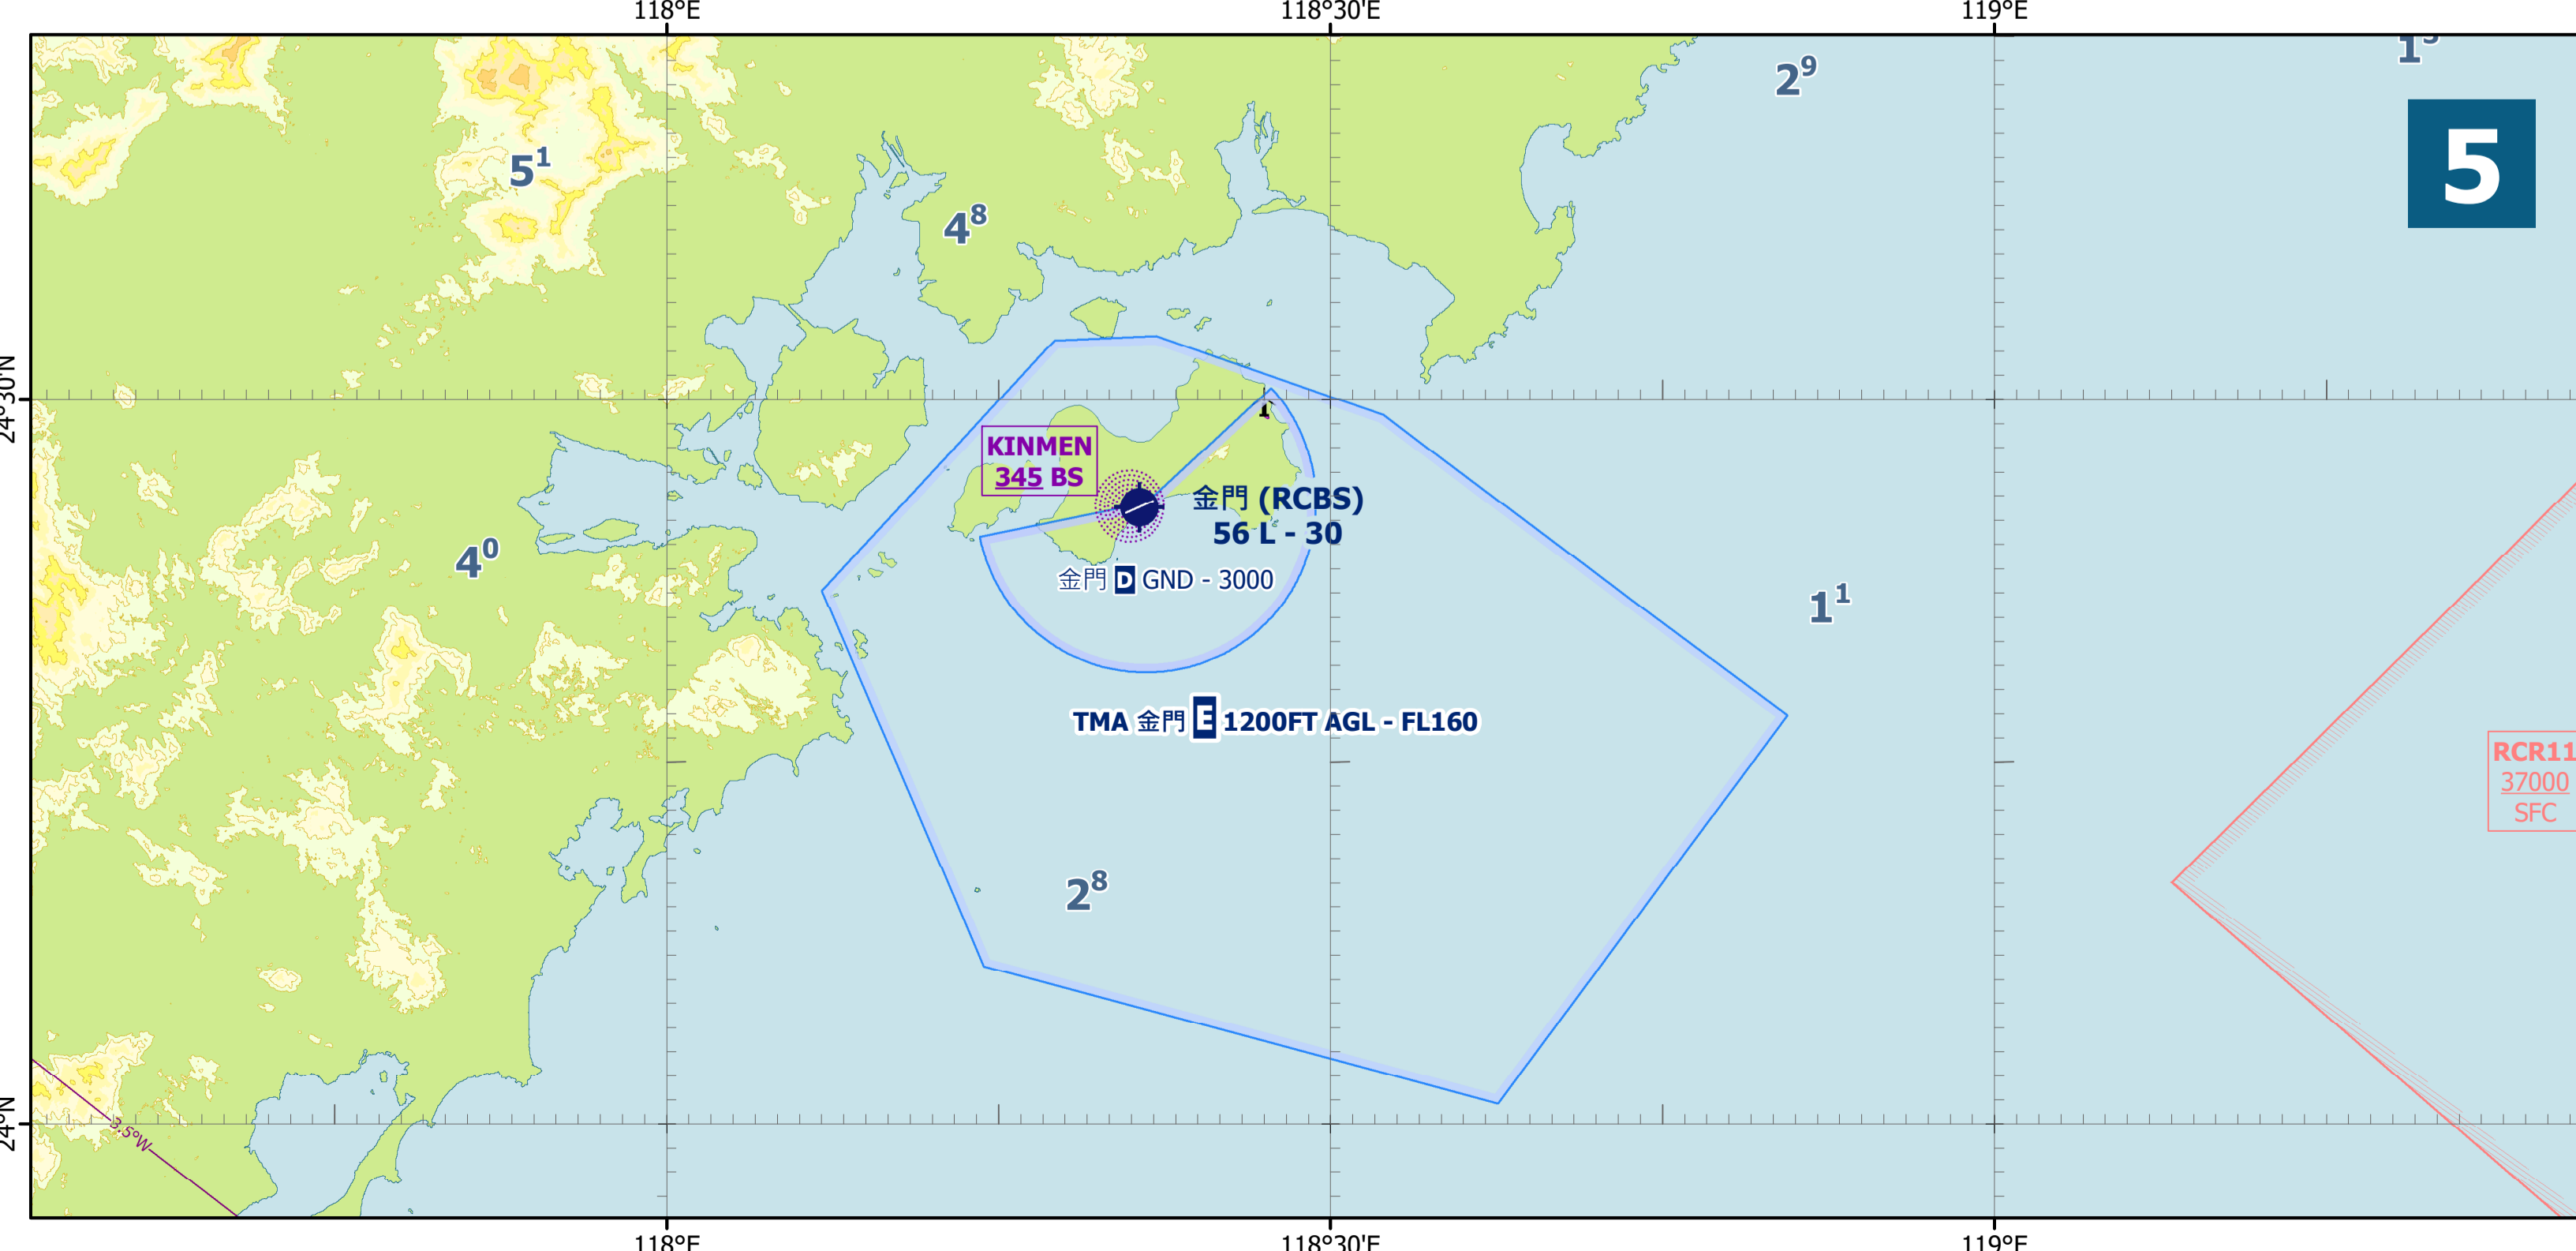 118°E
118°30'E
119°E
2⁹
5
5¹
4⁸
24°30'N
KINMEN
345 BS
金門 (RCBS)
56 L - 30
4⁰
金門 D GND - 3000
1¹
TMA 金門 E 1200FT AGL - FL160
RCR11
37000
SFC
2⁸
24°N
3.5°W
118°E
118°30'E
119°E